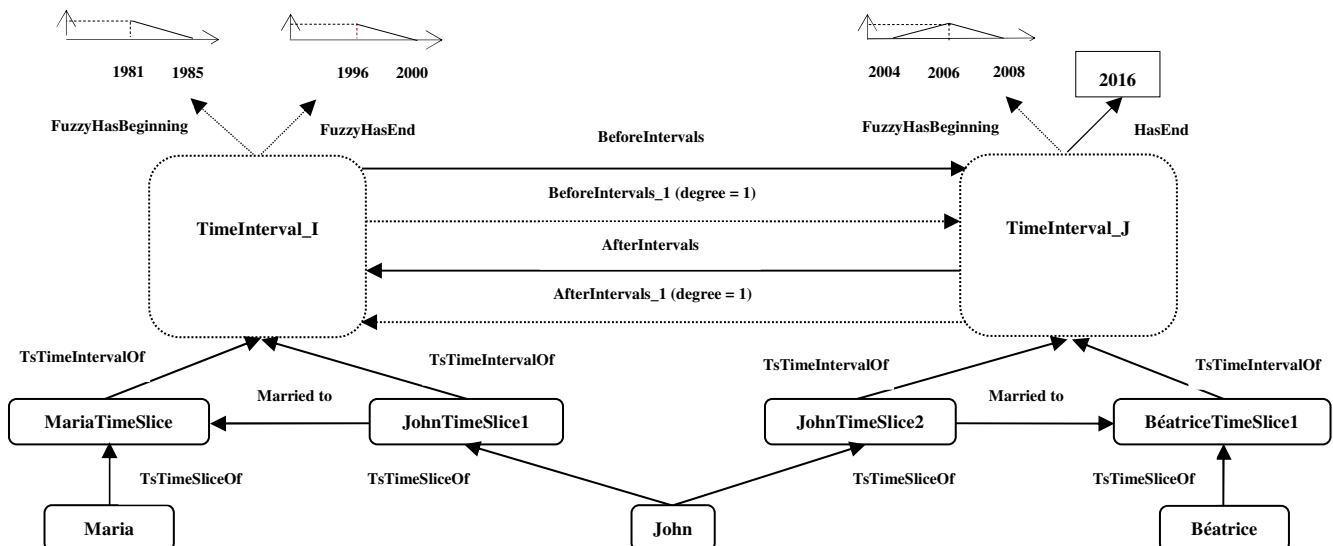 1981 1985
1996 2000
2004 2006 2008
2016
FuzzyHasBeginning
FuzzyHasEnd
FuzzyHasBeginning
HasEnd
BeforeIntervals
BeforeIntervals_1 (degree = 1)
TimeInterval_I
TimeInterval_J
AfterIntervals
AfterIntervals_1 (degree = 1)
TsTimeIntervalOf
TsTimeIntervalOf
TsTimeIntervalOf
TsTimeIntervalOf
Married to
Married to
MariaTimeSlice
JohnTimeSlice1
JohnTimeSlice2
BéatriceTimeSlice1
TsTimeSliceOf
TsTimeSliceOf
TsTimeSliceOf
TsTimeSliceOf
Maria
John
Béatrice